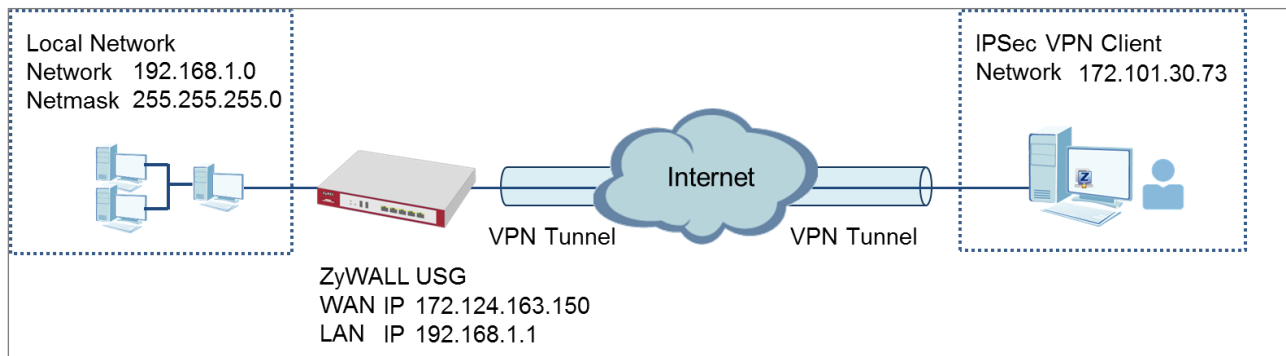 Local Network
Network 192.168.1.0
Netmask 255.255.255.0
IPSec VPN Client
Network 172.101.30.73
Internet
VPN Tunnel
VPN Tunnel
ZyWALL USG
WAN IP 172.124.163.150
LAN IP 192.168.1.1
ZyXEL
Z